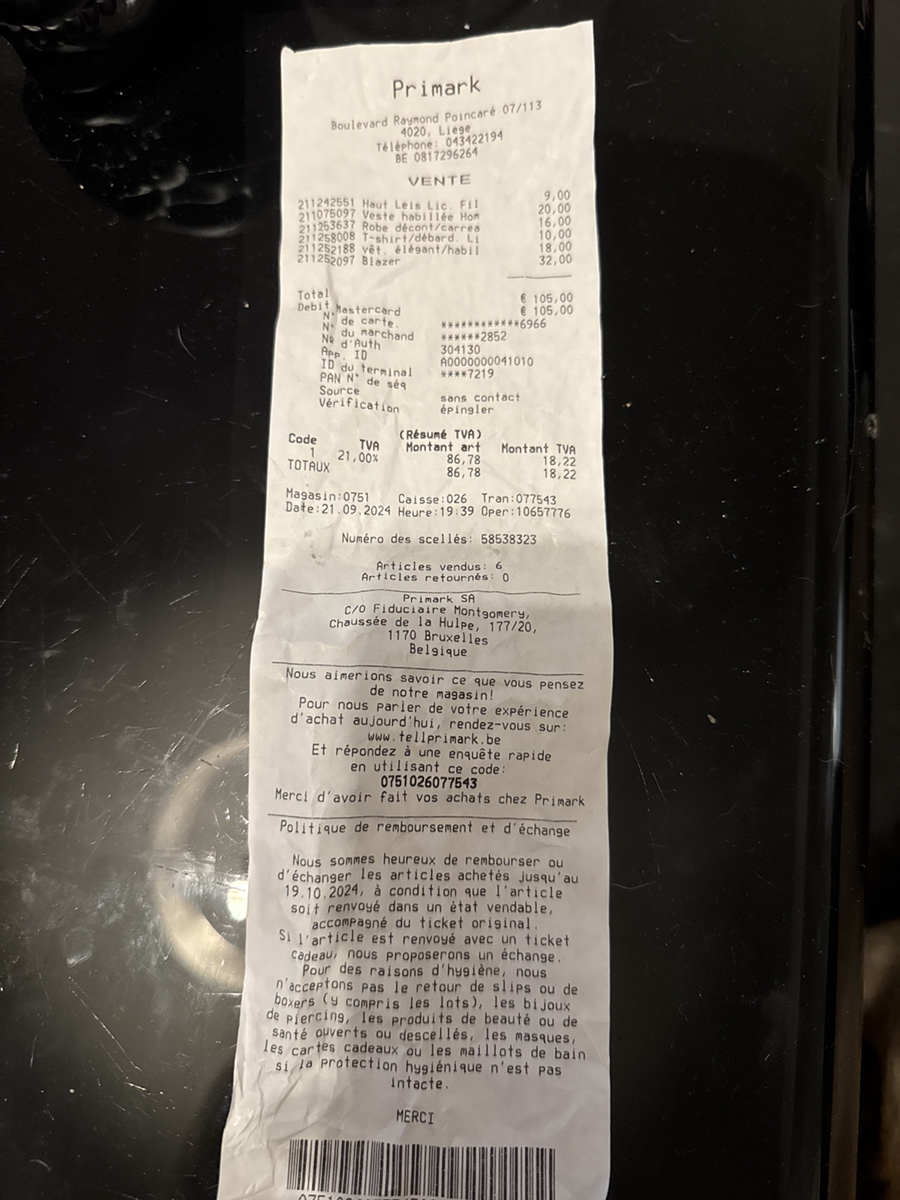 Primark
Boulevard Raymond Poincaré 07/113
4020, Liege
Téléphone: 043422194
BE 0817296264
VENTE
211242551 Haut Leis Lic. Fil 9,00
211075097 Veste habillée Hom 20,00
211253637 Robe décont/carrea 16,00
211258008 T-shirt/débard. Li 10,00
211252188 vêt. élégant/habil 18,00
211252097 Blazer 32,00
Total € 105,00
Debit Mastercard € 105,00
N° de carte. ************6966
N° du marchand ******2852
No d'Auth 304130
App. ID A0000000041010
ID du terminal ****7219
PAN N° de séq
Source sans contact
Vérification épingler
(Résumé TVA)
Code TVA Montant art Montant TVA
1 21,00% 86,78 18,22
TOTAUX 86,78 18,22
Magasin:0751 Caisse:026 Tran:077543
Date:21.09.2024 Heure:19:39 Oper:10657776
Numéro des scellés: 58538323
Articles vendus: 6
Articles retournés: 0
Primark SA
C/O Fiduciaire Montgomery,
Chaussée de la Hulpe, 177/20,
1170 Bruxelles
Belgique
Nous aimerions savoir ce que vous pensez
de notre magasin!
Pour nous parler de votre expérience
d'achat aujourd'hui, rendez-vous sur:
www.tellprimark.be
Et répondez à une enquête rapide
en utilisant ce code:
0751026077543
Merci d'avoir fait vos achats chez Primark
Politique de remboursement et d'échange
Nous sommes heureux de rembourser ou
d'échanger les articles achetés jusqu'au
19.10.2024, à condition que l'article
soit renvoyé dans un état vendable,
accompagné du ticket original.
Si l'article est renvoyé avec un ticket
cadeau, nous proposerons un échange.
Pour des raisons d'hygiène, nous
n'acceptons pas le retour de slips ou de
boxers (y compris les lots), les bijoux
de piercing, les produits de beauté ou de
santé ouverts ou descellés, les masques,
les cartes cadeaux ou les maillots de bain
si la protection hygiénique n'est pas
intacte.
MERCI